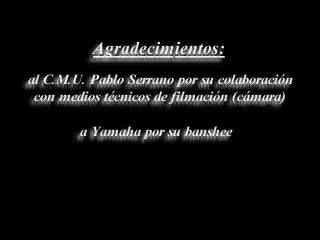 Agradecimientos:
al C.M.U. Pablo Serrano por su colaboración
con medios técnicos de filmación (cámara)
a Yamaha por su banshee